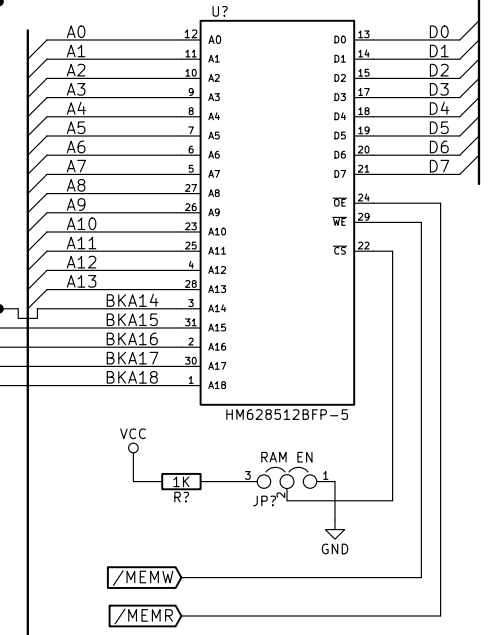 U?
A0 12 A0 D0 13 D0
A1 11 A1 D1 14 D1
A2 10 A2 D2 15 D2
A3 9 A3 D3 17 D3
A4 8 A4 D4 18 D4
A5 7 A5 D5 19 D5
A6 6 A6 D6 20 D6
A7 5 A7 D7 21 D7
A8 27 A8 OE 24
A9 26 A9 WE 29
A10 23 A10
A11 25 A11 CS 22
A12 4 A12
A13 28 A13
BKA14 3 A14
BKA15 31 A15
BKA16 2 A16
BKA17 30 A17
BKA18 1 A18
HM628512BFP-5
VCC
RAM EN
1K 3 1
R? JP? 2
GND
/MEMW
/MEMR